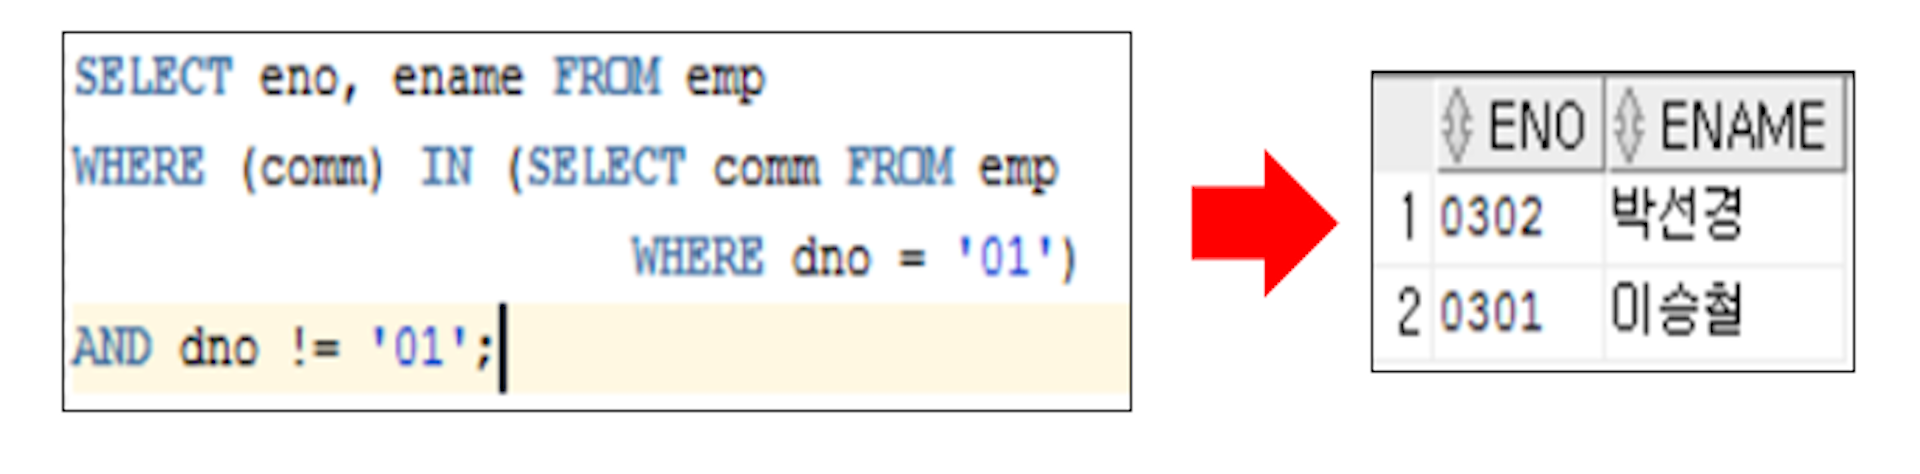 SELECT eno, ename FROM emp
WHERE (comm) IN (SELECT comm FROM emp
WHERE dno = '01')
AND dno != '01';
ENO ENAME
1 0302 박선경
2 0301 이승철